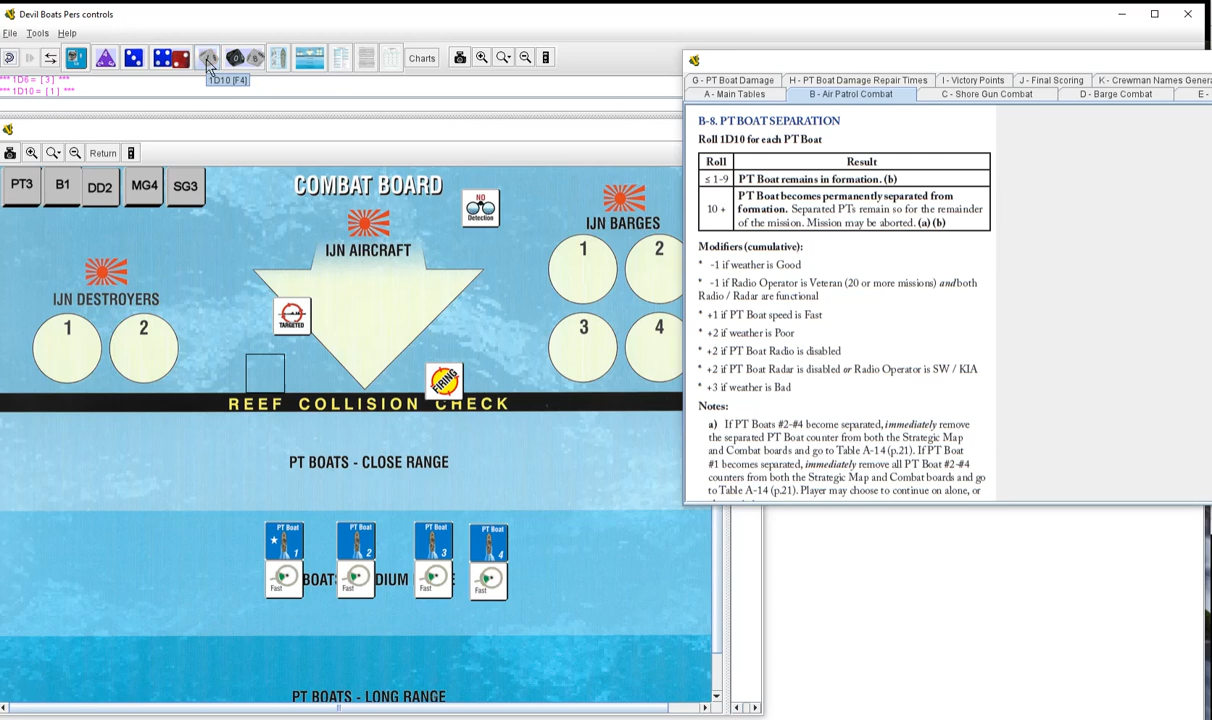 Devil Boats Pers controls
File Tools Help
Charts
*** 1D6 = [ 3 ] ***
*** 1D10 = [ 1 ] ***
1D10 [F4]
Return
PT3 B1 DD2 MG4 SG3
COMBAT BOARD
NO
Detection
IJN AIRCRAFT
IJN BARGES
1 2
3 4
IJN DESTROYERS
1 2
TARGETED
FIRING
REEF COLLISION CHECK
PT BOATS - CLOSE RANGE
PT Boat PT Boat PT Boat PT Boat
1 2 3 4
Fast Fast Fast Fast
PT BOATS - LONG RANGE
G - PT Boat Damage H - PT Boat Damage Repair Times I - Victory Points J - Final Scoring K - Crewman Names Genera
A - Main Tables B - Air Patrol Combat C - Shore Gun Combat D - Barge Combat E -
B-8. PT BOAT SEPARATION
Roll 1D10 for each PT Boat
Roll Result
≤ 1-9 PT Boat remains in formation. (b)
10 + PT Boat becomes permanently separated from
formation. Separated PTs remain so for the remainder
of the mission. Mission may be aborted. (a) (b)
Modifiers (cumulative):
* -1 if weather is Good
* -1 if Radio Operator is Veteran (20 or more missions) and both
Radio / Radar are functional
* +1 if PT Boat speed is Fast
* +2 if weather is Poor
* +2 if PT Boat Radio is disabled
* +2 if PT Boat Radar is disabled or Radio Operator is SW / KIA
* +3 if weather is Bad
Notes:
a) If PT Boats #2-#4 become separated, immediately remove
the separated PT Boat counter from both the Strategic Map
and Combat boards and go to Table A-14 (p.21). If PT Boat
#1 becomes separated, immediately remove all PT Boat #2-#4
counters from both the Strategic Map and Combat boards and go
to Table A-14 (p.21). Player may choose to continue on alone, or